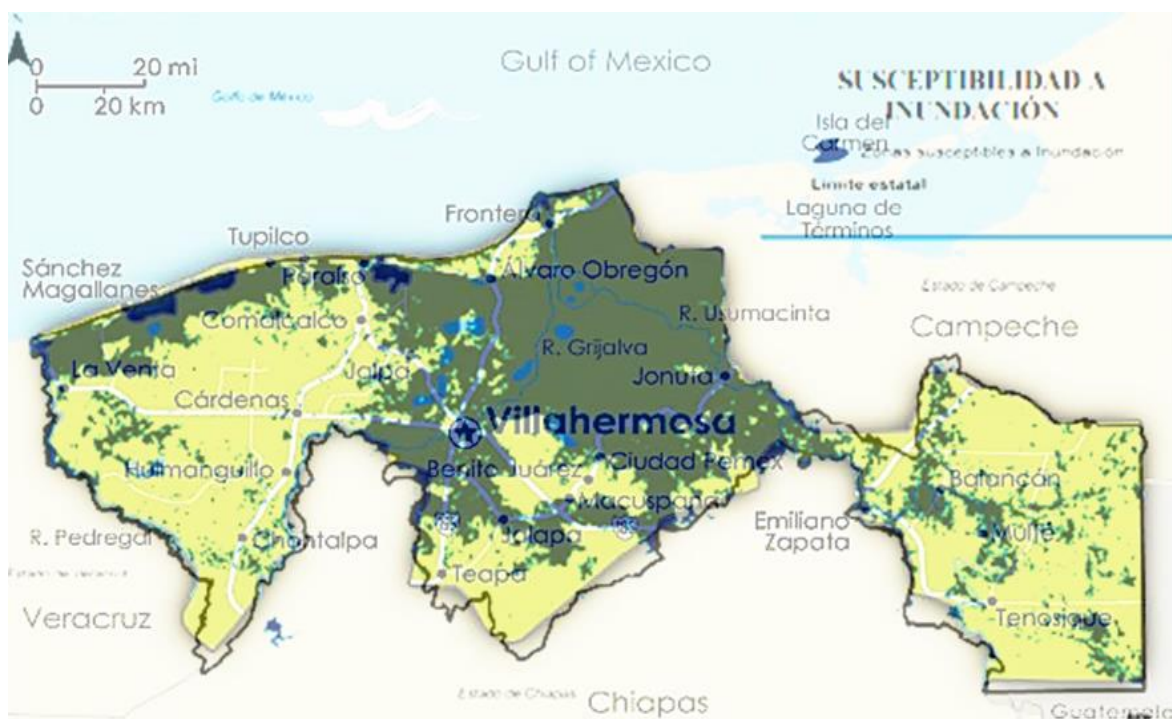 0 20 mi
0 20 km
Gulf of Mexico
Golfo de México
SUSCEPTIBILIDAD A
INUNDACIÓN
Isla del
Carmen
Zonas susceptibles a Inundación
Límite estatal
Laguna de
Términos
Frontera
Tupilco
Sánchez
Magallanes
Paraíso
Álvaro Obregón
Estado de Campeche
Campeche
R. Usumacinta
Comalcalco
R. Grijalva
La Venta
Jalpa
Jonuta
Cárdenas
Villahermosa
Huimanguillo
Benito Juárez
Ciudad Pemex
Balancán
Macuspana
Emiliano
Zapata
R. Pedregal
Chontalpa
Jalapa
Teapa
Veracruz
Tenosique
Estado de Chiapas
Chiapas
Guatemala